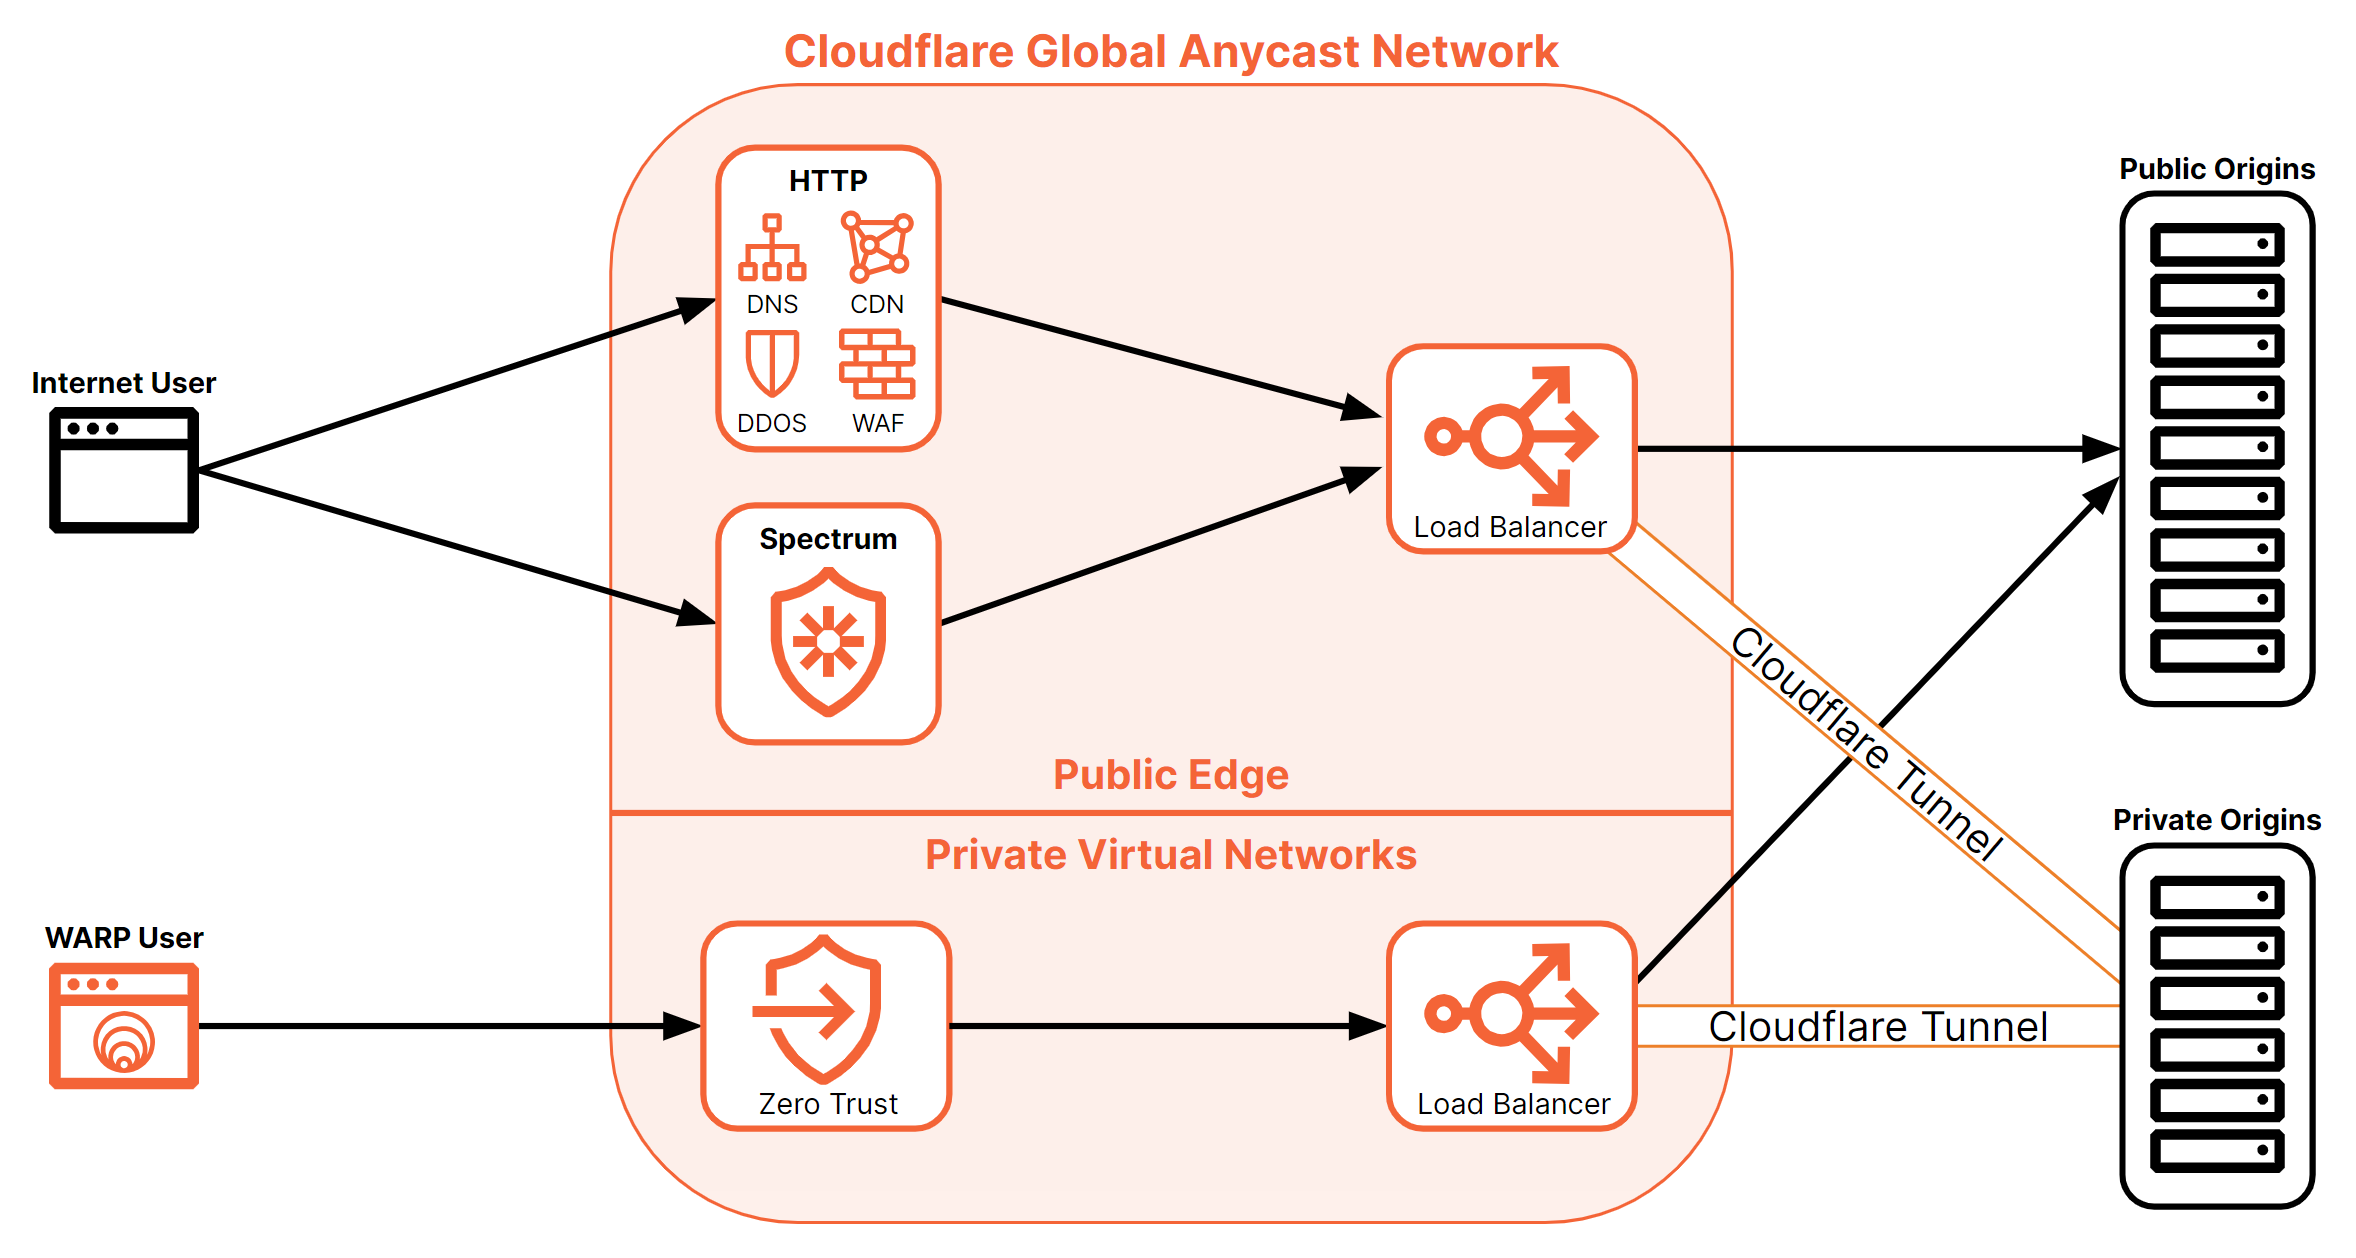 Cloudflare Global Anycast Network
HTTP
DNS
CDN
DDOS
WAF
Internet User
Spectrum
Load Balancer
Public Origins
Cloudflare Tunnel
Public Edge
Private Virtual Networks
Private Origins
WARP User
Zero Trust
Load Balancer
Cloudflare Tunnel